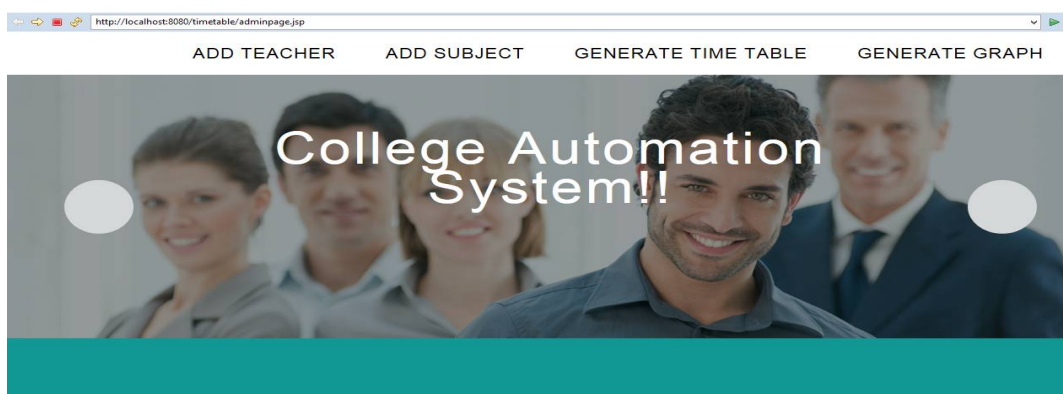 http://localhost:8080/timetable/adminpage.jsp
ADD TEACHER ADD SUBJECT GENERATE TIME TABLE GENERATE GRAPH
College Automation
System!!